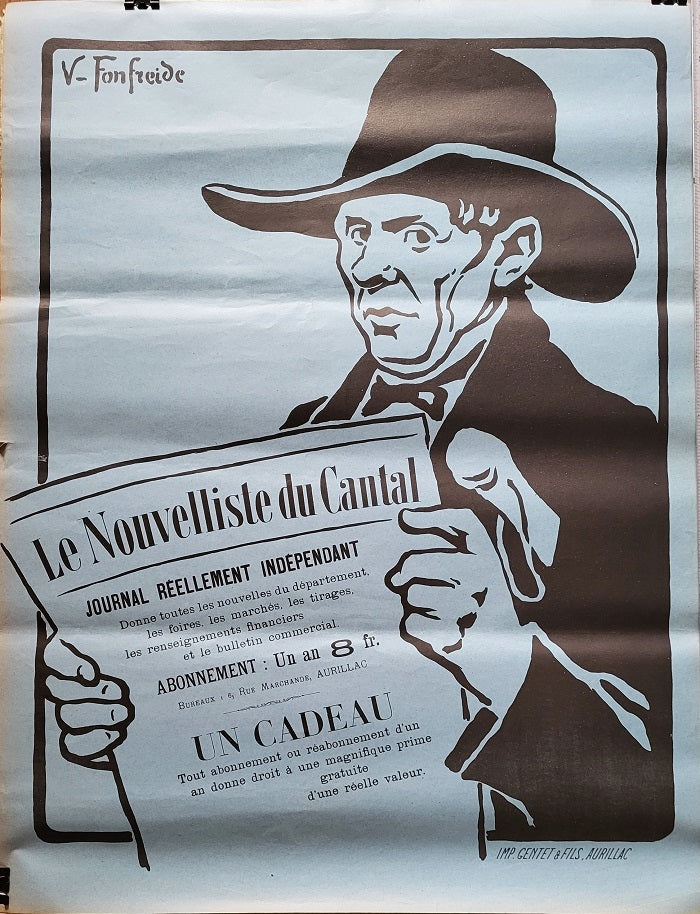 V-Fonfreide
Le Nouvelliste du Cantal
JOURNAL RÉELLEMENT INDÉPENDANT
Donne toutes les nouvelles du département,
les foires, les marchés, les tirages,
les renseignements financiers
et le bulletin commercial.
ABONNEMENT : Un an 8 fr.
BUREAUX : 6, RUE MARCHANDE, AURILLAC
UN CADEAU
Tout abonnement ou réabonnement d'un
an donne droit à une magnifique prime
gratuite
d'une réelle valeur.
IMP. GENTET & FILS, AURILLAC